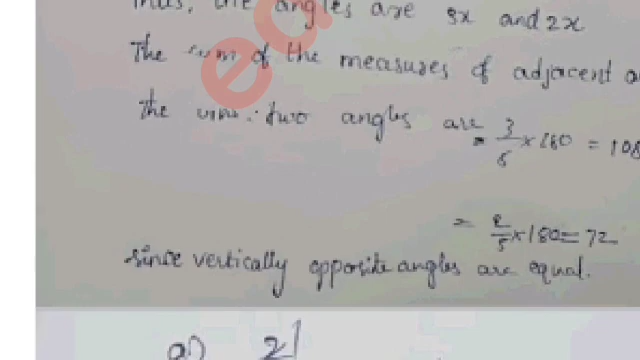 Thus, the angles are 3x and 2x
The sum of the measures of adjacent
The two angles are
= 3/5 × 180 = 108
= 2/5 × 180 = 72
since vertically opposite angles are equal.
a) 21